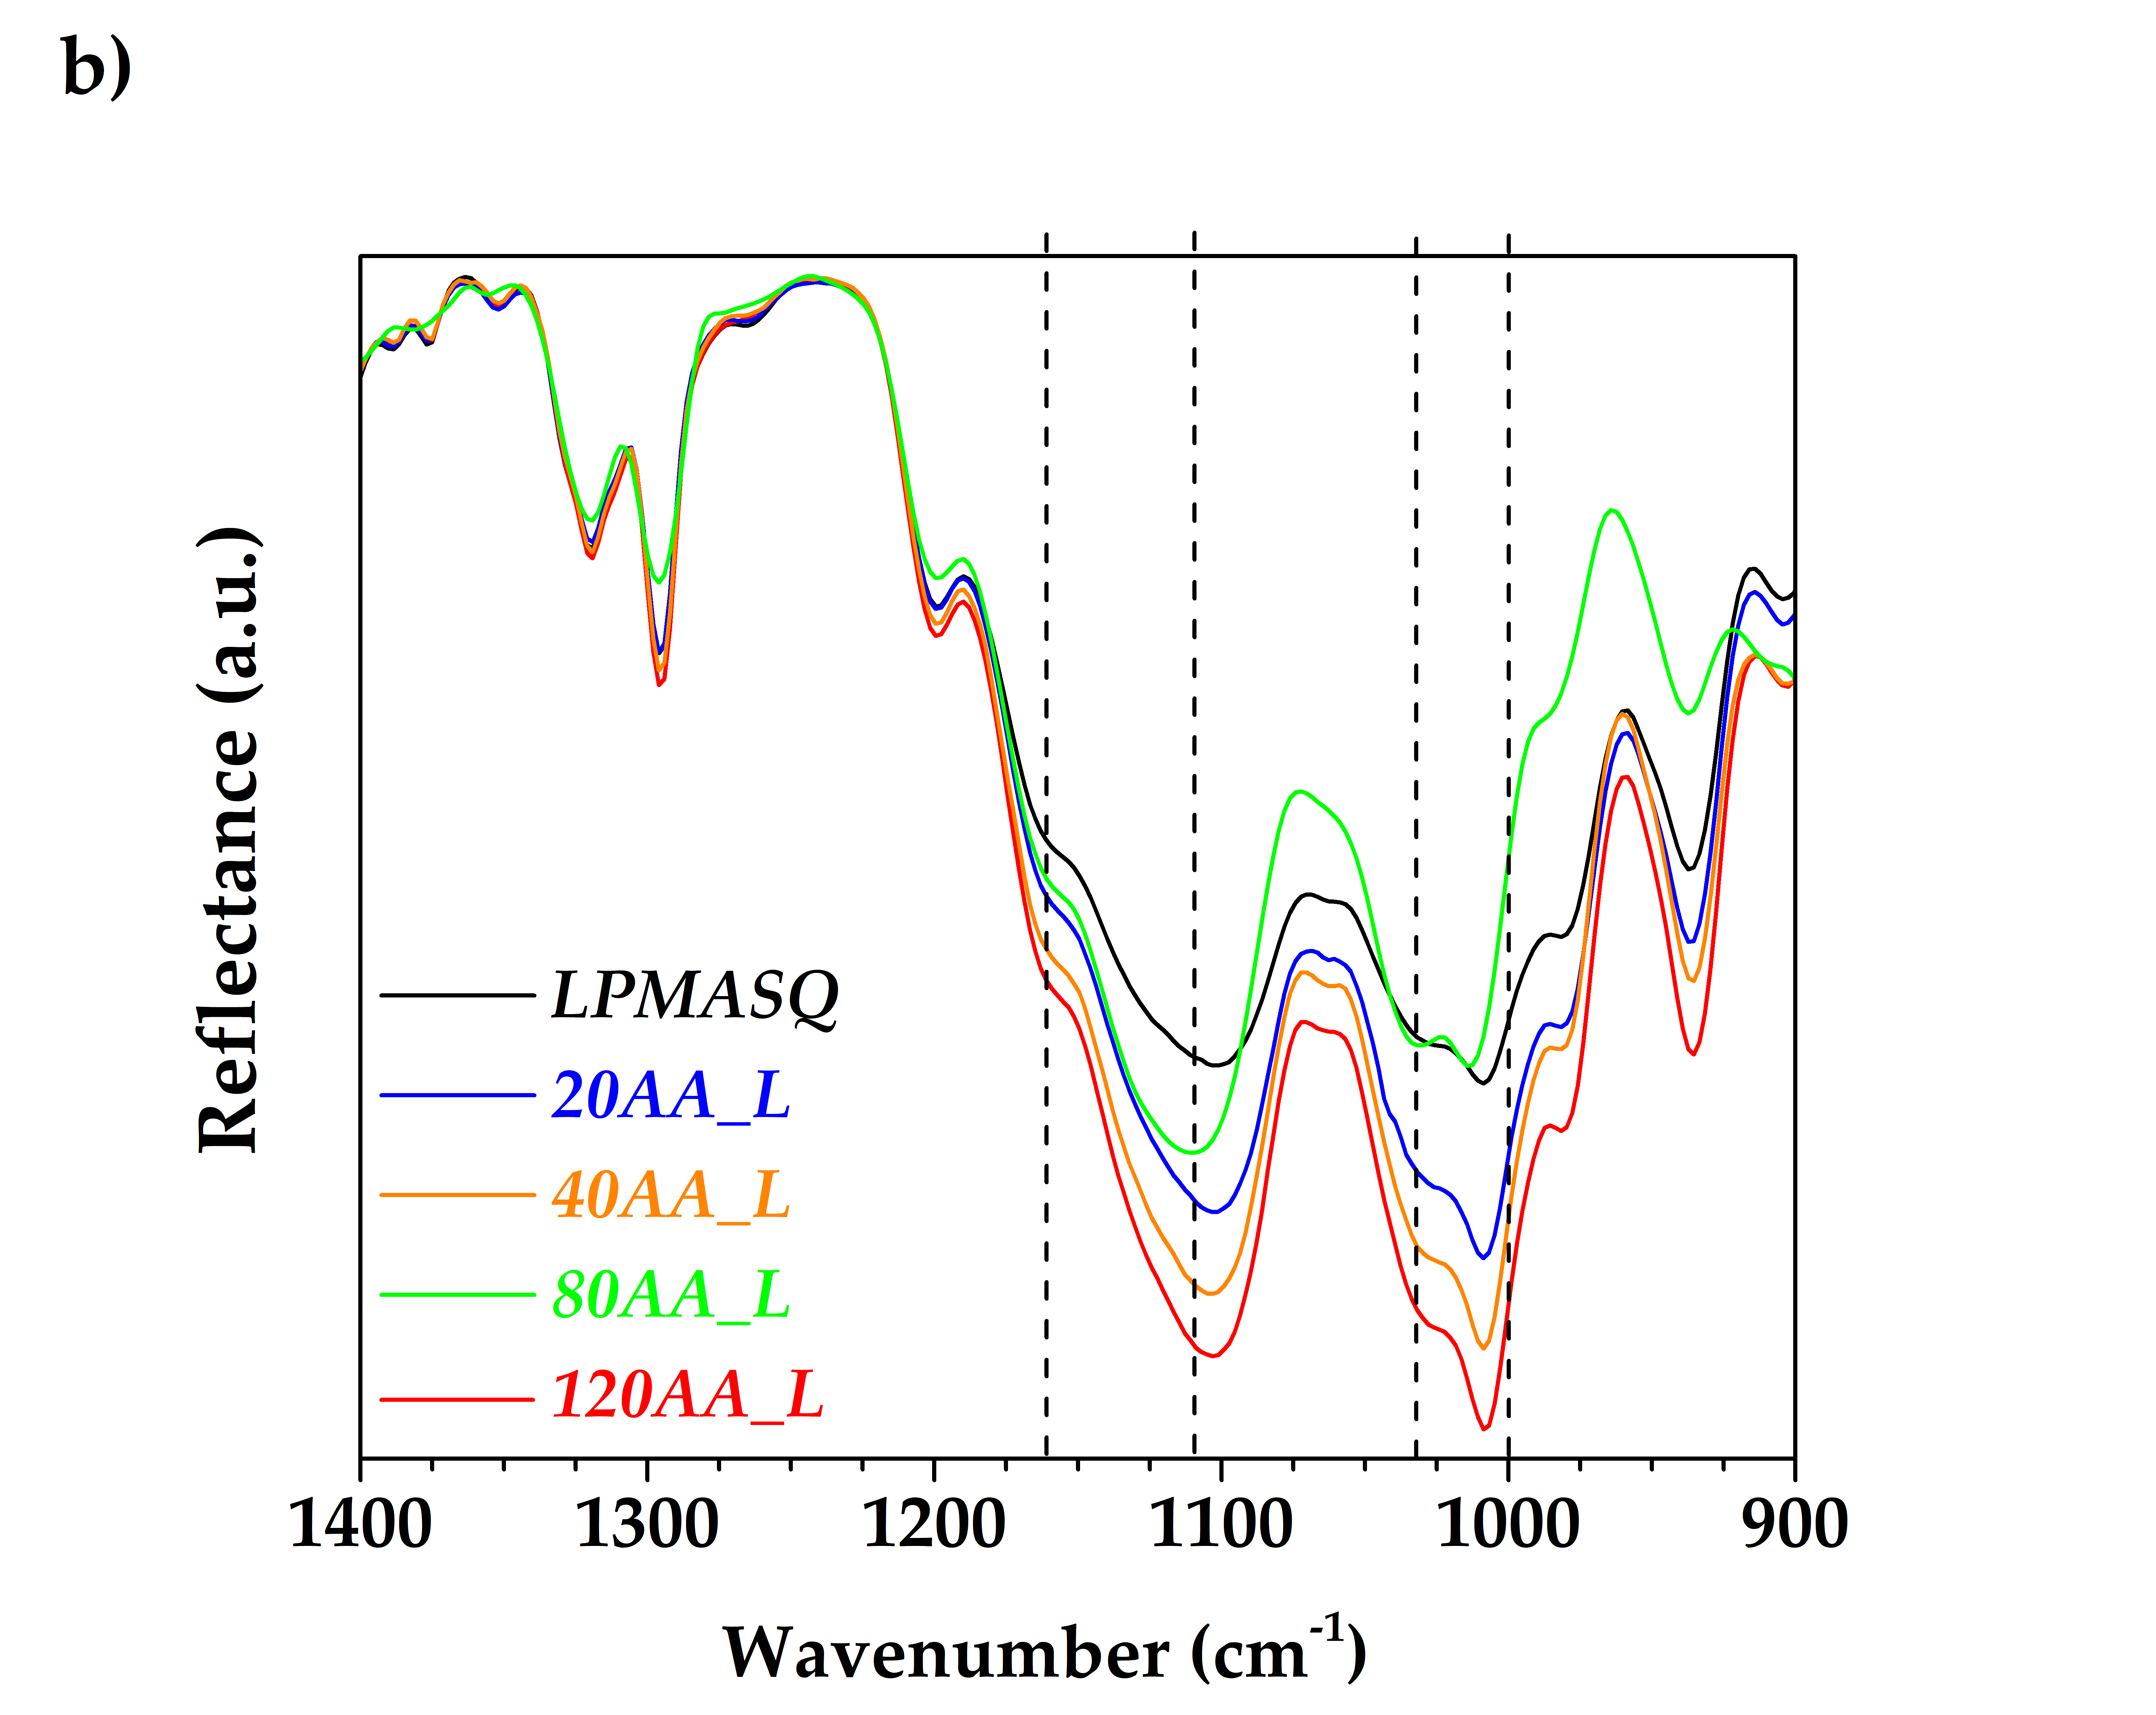 b)
Reflectance (a.u.)
LPMASQ
20AA_L
40AA_L
80AA_L
120AA_L
1400 1300 1200 1100 1000 900
Wavenumber (cm⁻¹)